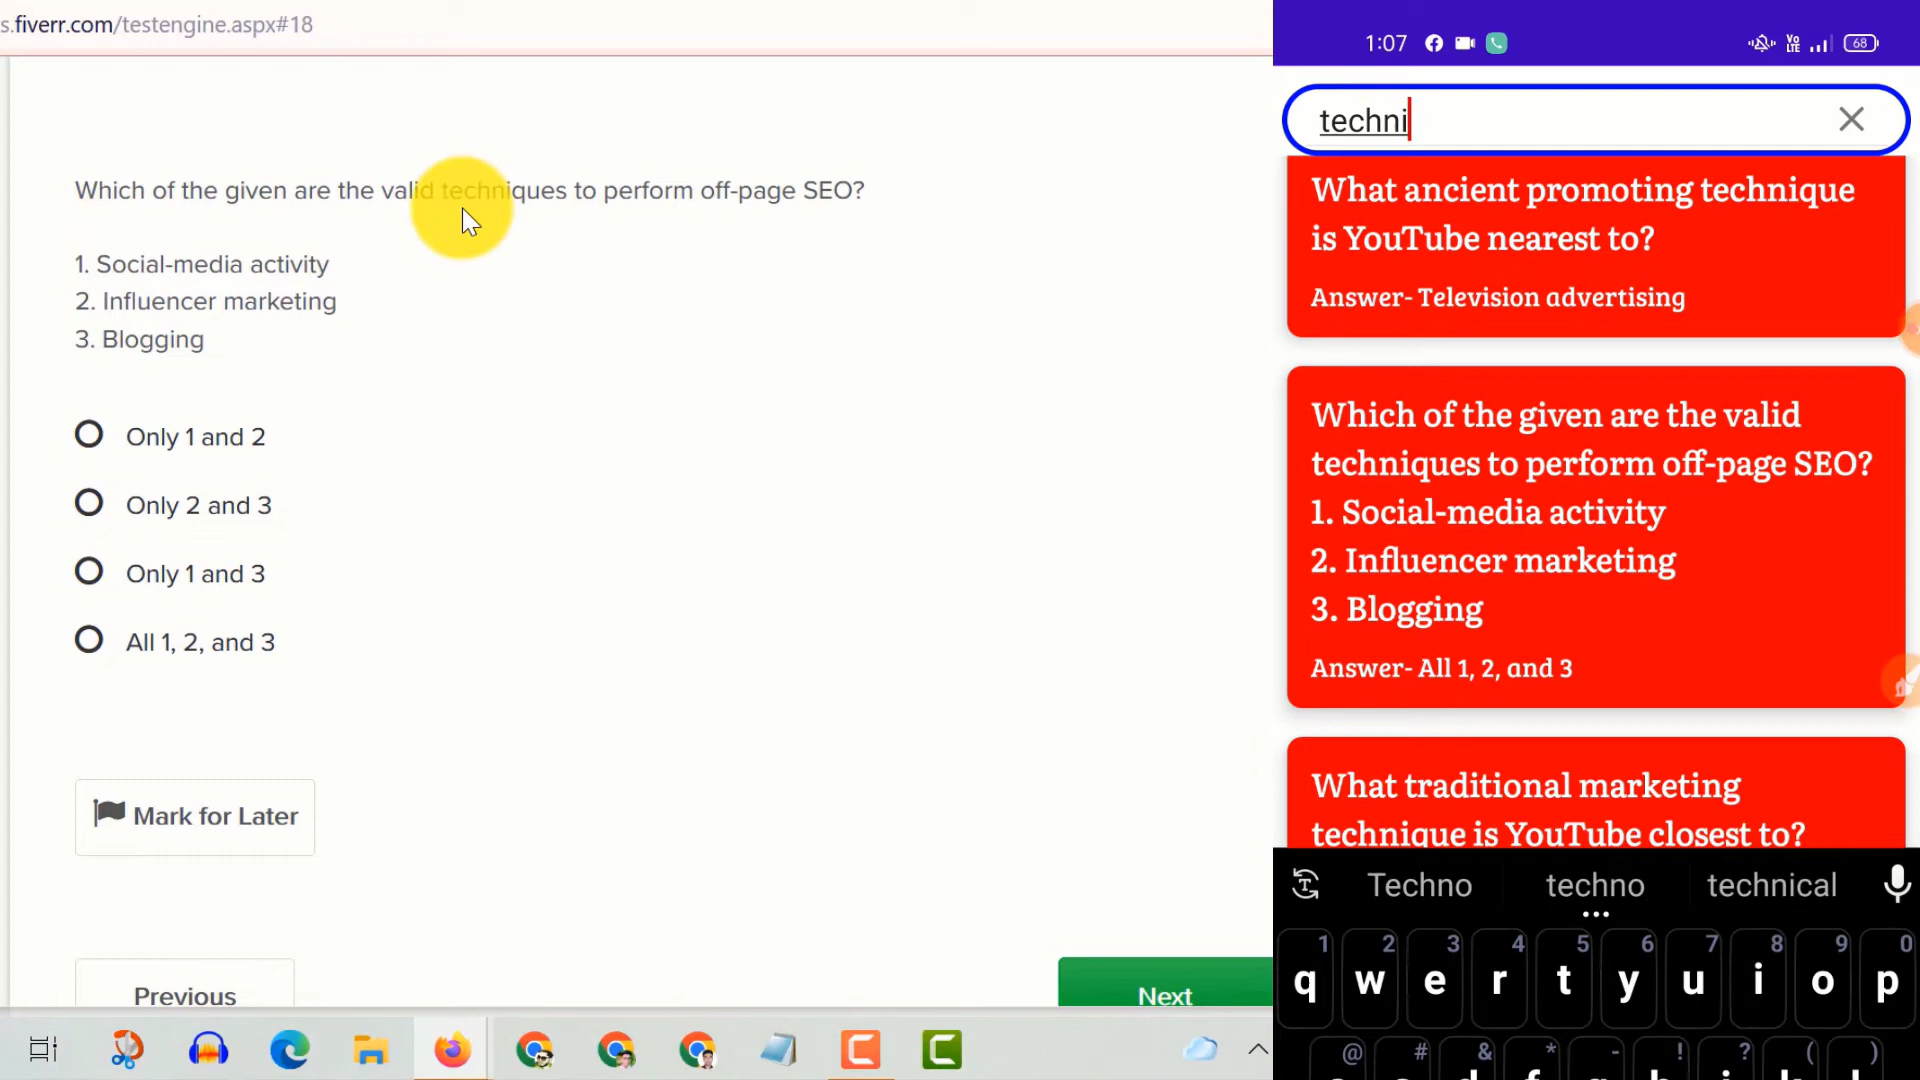 s.fiverr.com/testengine.aspx#18
Which of the given are the valid techniques to perform off-page SEO?
1. Social-media activity
2. Influencer marketing
3. Blogging
Only 1 and 2
Only 2 and 3
Only 1 and 3
All 1, 2, and 3
Mark for Later
Previous
Next
1:07
Vo
LTE
68
techni
What ancient promoting technique
is YouTube nearest to?
Answer- Television advertising
Which of the given are the valid
techniques to perform off-page SEO?
1. Social-media activity
2. Influencer marketing
3. Blogging
Answer- All 1, 2, and 3
What traditional marketing
technique is YouTube closest to?
Techno techno technical
1 2 3 4 5 6 7 8 9 0
q w e r t y u i o p
@ # & * - ! ? ( )